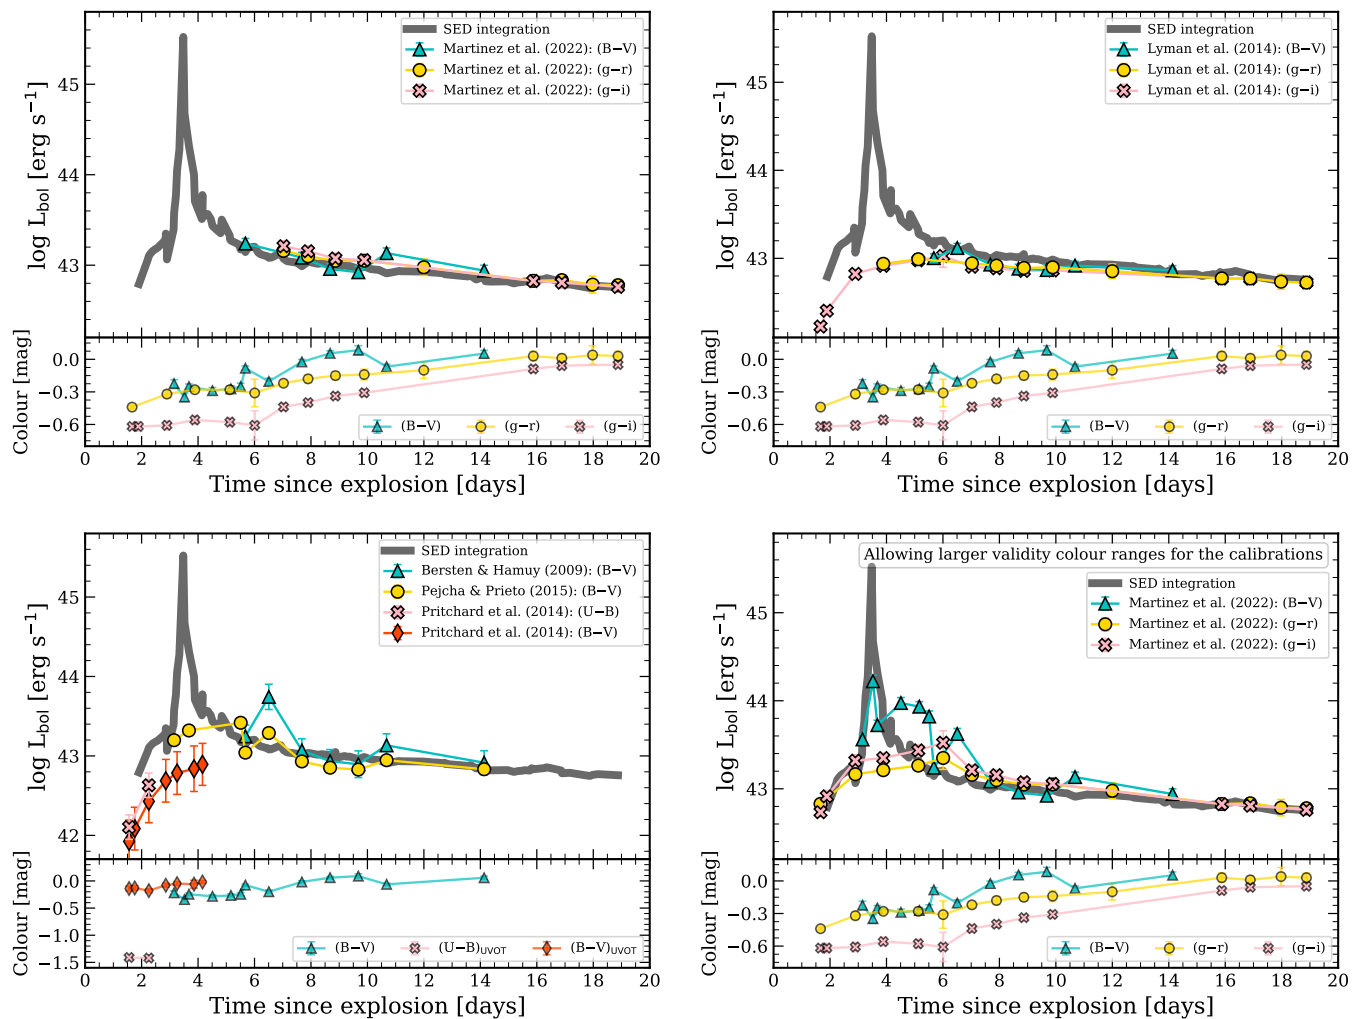 SED integration
Martinez et al. (2022): (B−V)
Martinez et al. (2022): (g−r)
Martinez et al. (2022): (g−i)
45
44
43
log L_bol [erg s⁻¹]
0.0
−0.3
−0.6
Colour [mag]
(B−V) (g−r) (g−i)
0 2 4 6 8 10 12 14 16 18 20
Time since explosion [days]
SED integration
Lyman et al. (2014): (B−V)
Lyman et al. (2014): (g−r)
Lyman et al. (2014): (g−i)
45
44
43
log L_bol [erg s⁻¹]
0.0
−0.3
−0.6
Colour [mag]
(B−V) (g−r) (g−i)
0 2 4 6 8 10 12 14 16 18 20
Time since explosion [days]
SED integration
Bersten & Hamuy (2009): (B−V)
Pejcha & Prieto (2015): (B−V)
Pritchard et al. (2014): (U−B)
Pritchard et al. (2014): (B−V)
45
44
43
42
log L_bol [erg s⁻¹]
0.0
−0.5
−1.0
−1.5
Colour [mag]
(B−V) (U−B)_UVOT (B−V)_UVOT
0 2 4 6 8 10 12 14 16 18 20
Time since explosion [days]
Allowing larger validity colour ranges for the calibrations
SED integration
Martinez et al. (2022): (B−V)
Martinez et al. (2022): (g−r)
Martinez et al. (2022): (g−i)
45
44
43
log L_bol [erg s⁻¹]
0.0
−0.3
−0.6
Colour [mag]
(B−V) (g−r) (g−i)
0 2 4 6 8 10 12 14 16 18 20
Time since explosion [days]